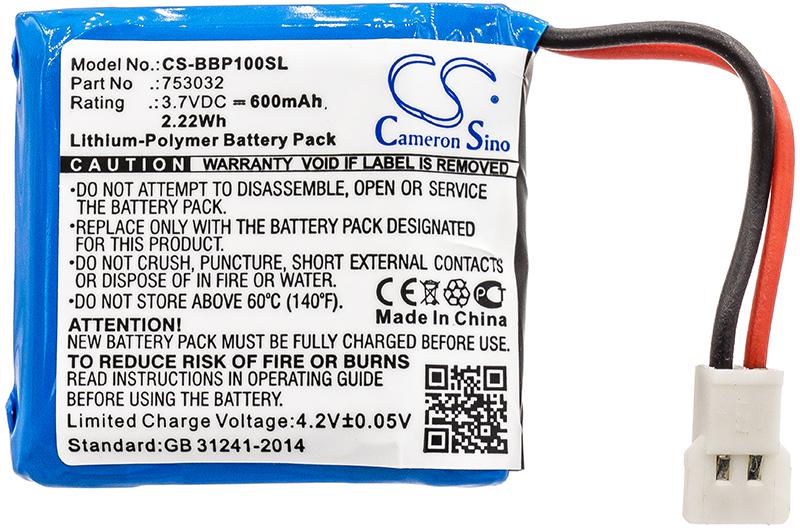 Model No.:CS-BBP100SL
Part No :753032
Rating :3.7VDC ⎓ 600mAh,
2.22Wh
Lithium-Polymer Battery Pack
CS
Cameron Sino
CAUTION WARRANTY VOID IF LABEL IS REMOVED
•DO NOT ATTEMPT TO DISASSEMBLE, OPEN OR SERVICE
THE BATTERY PACK.
•REPLACE ONLY WITH THE BATTERY PACK DESIGNATED
FOR THIS PRODUCT.
•DO NOT CRUSH, PUNCTURE, SHORT EXTERNAL CONTACTS
OR DISPOSE OF IN FIRE OR WATER.
•DO NOT STORE ABOVE 60°C (140°F).
CE PCT
Made In China
ATTENTION!
NEW BATTERY PACK MUST BE FULLY CHARGED BEFORE USE.
TO REDUCE RISK OF FIRE OR BURNS
READ INSTRUCTIONS ON DEVICE APPLICATION
BEFORE USING THE BATTERY.
Limited Charge Voltage:4.2V±0.05V
Standard:GB 31241-2014